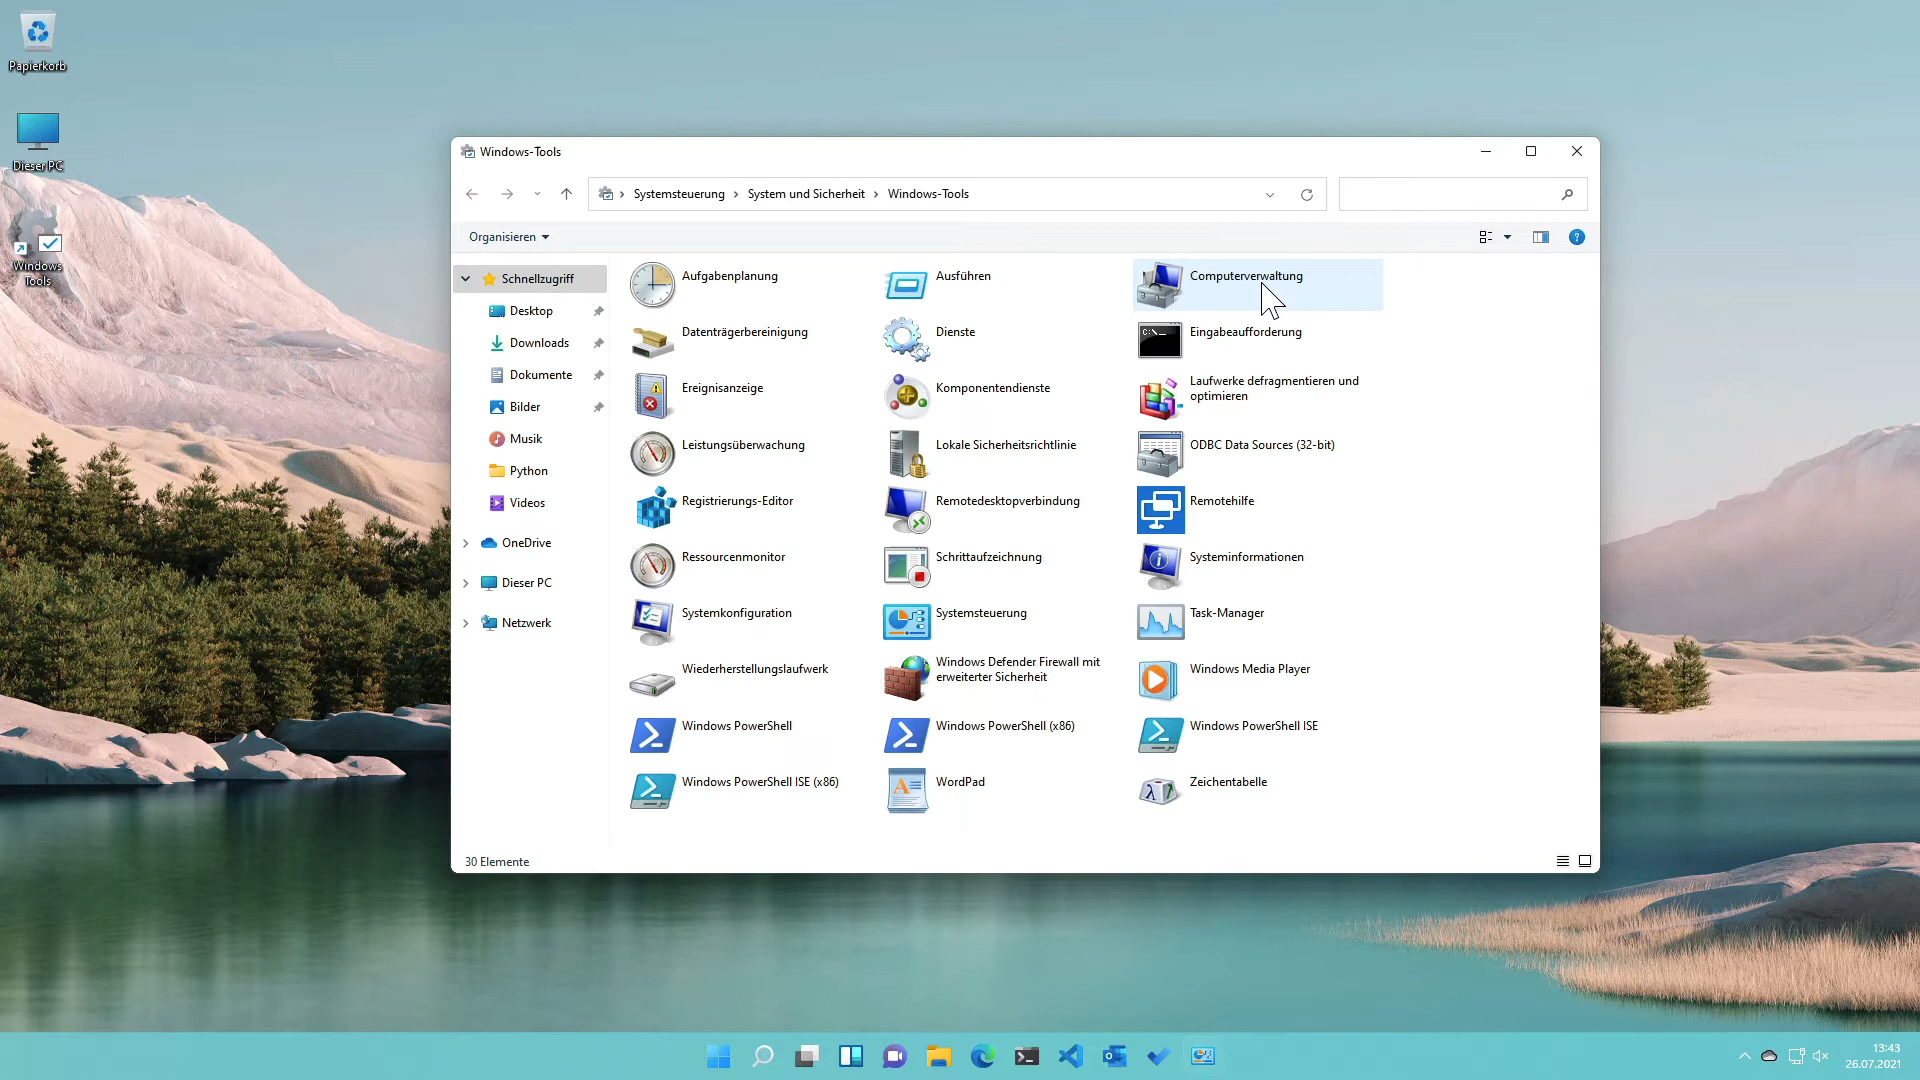 Papierkorb
Dieser PC
Windows
Tools
Windows-Tools
Systemsteuerung
System und Sicherheit
Windows-Tools
Organisieren
Schnellzugriff
Desktop
Downloads
Dokumente
Bilder
Musik
Python
Videos
OneDrive
Dieser PC
Netzwerk
Aufgabenplanung
Ausführen
Computerverwaltung
Datenträgerbereinigung
Dienste
Eingabeaufforderung
Ereignisanzeige
Komponentendienste
Laufwerke defragmentieren und
optimieren
Leistungsüberwachung
Lokale Sicherheitsrichtlinie
ODBC Data Sources (32-bit)
Registrierungs-Editor
Remotedesktopverbindung
Remotehilfe
Ressourcenmonitor
Schrittaufzeichnung
Systeminformationen
Systemkonfiguration
Systemsteuerung
Task-Manager
Wiederherstellungslaufwerk
Windows Defender Firewall mit
erweiterter Sicherheit
Windows Media Player
Windows PowerShell
Windows PowerShell (x86)
Windows PowerShell ISE
Windows PowerShell ISE (x86)
WordPad
Zeichentabelle
30 Elemente
13:43
26.07.2021